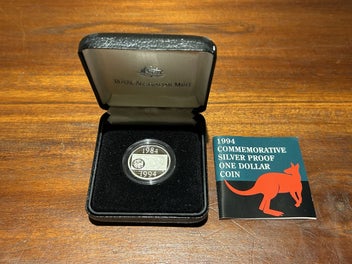 ROYAL AUSTRALIAN MINT
1984
1994
1994
COMMEMORATIVE
SILVER PROOF
ONE DOLLAR
COIN